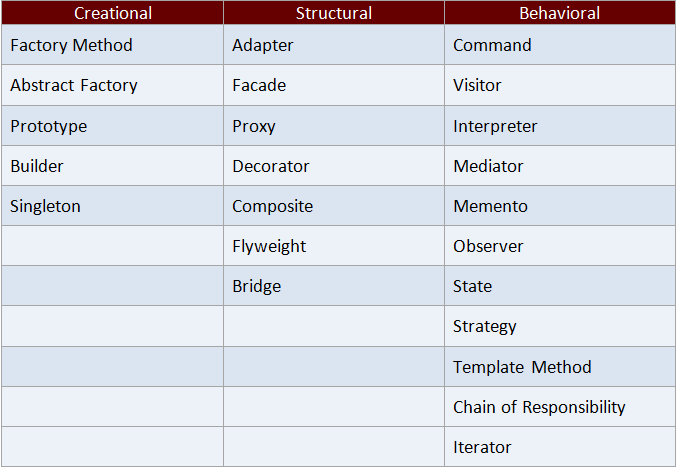 Creational Structural Behavioral
Factory Method Adapter Command
Abstract Factory Facade Visitor
Prototype Proxy Interpreter
Builder Decorator Mediator
Singleton Composite Memento
Flyweight Observer
Bridge State
Strategy
Template Method
Chain of Responsibility
Iterator